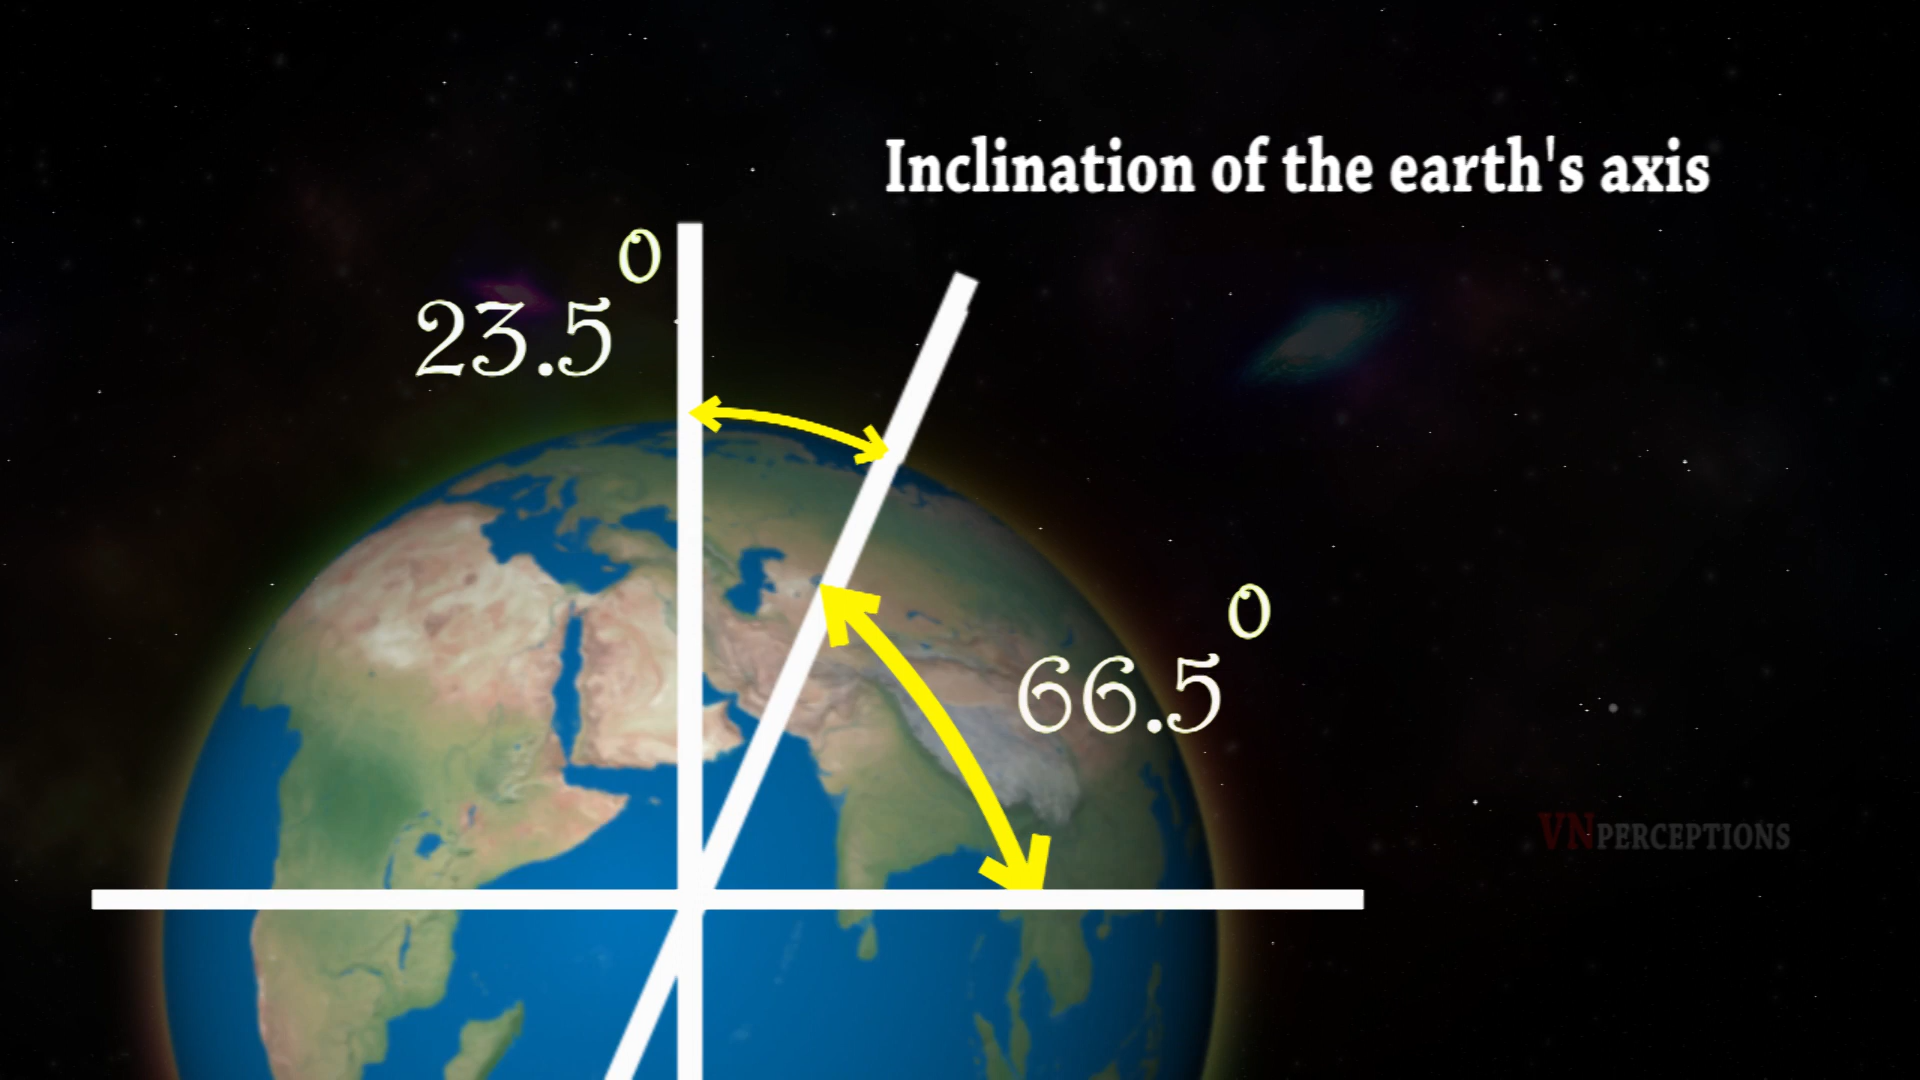 Inclination of the earth's axis
23.5⁰
66.5⁰
VNPERCEPTIONS